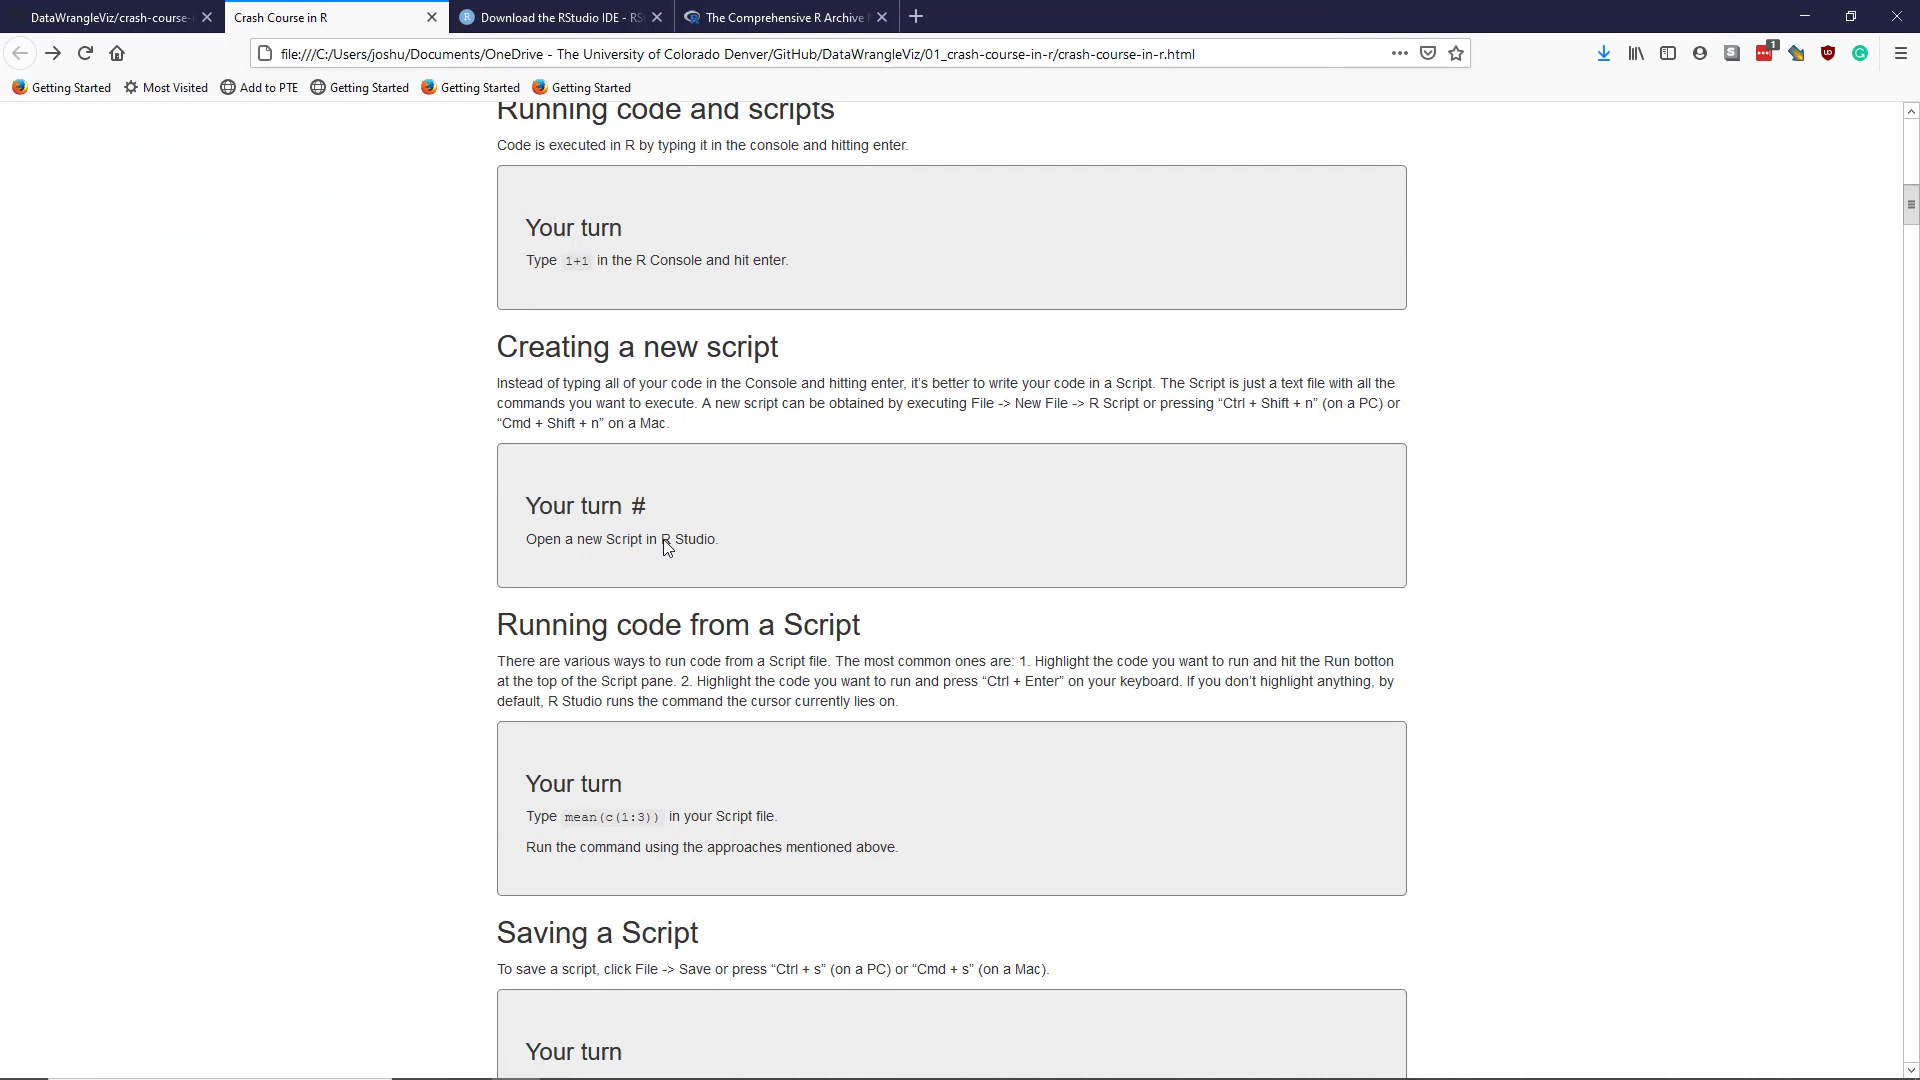 DataWrangleViz/crash-course-
Crash Course in R
Download the RStudio IDE - RS
The Comprehensive R Archive
file:///C:/Users/joshu/Documents/OneDrive - The University of Colorado Denver/GitHub/DataWrangleViz/01_crash-course-in-r/crash-course-in-r.html
S
1
Getting Started
Most Visited
Add to PTE
Getting Started
Getting Started
Getting Started
Running code and scripts
Code is executed in R by typing it in the console and hitting enter.
Your turn
Type 1+1 in the R Console and hit enter.
Creating a new script
Instead of typing all of your code in the Console and hitting enter, it’s better to write your code in a Script. The Script is just a text file with all the
commands you want to execute. A new script can be obtained by executing File -> New File -> R Script or pressing “Ctrl + Shift + n” (on a PC) or
“Cmd + Shift + n” on a Mac.
Your turn #
Open a new Script in R Studio.
Running code from a Script
There are various ways to run code from a Script file. The most common ones are: 1. Highlight the code you want to run and hit the Run botton
at the top of the Script pane. 2. Highlight the code you want to run and press “Ctrl + Enter” on your keyboard. If you don’t highlight anything, by
default, R Studio runs the command the cursor currently lies on.
Your turn
Type mean(c(1:3)) in your Script file.
Run the command using the approaches mentioned above.
Saving a Script
To save a script, click File -> Save or press “Ctrl + s” (on a PC) or “Cmd + s” (on a Mac).
Your turn